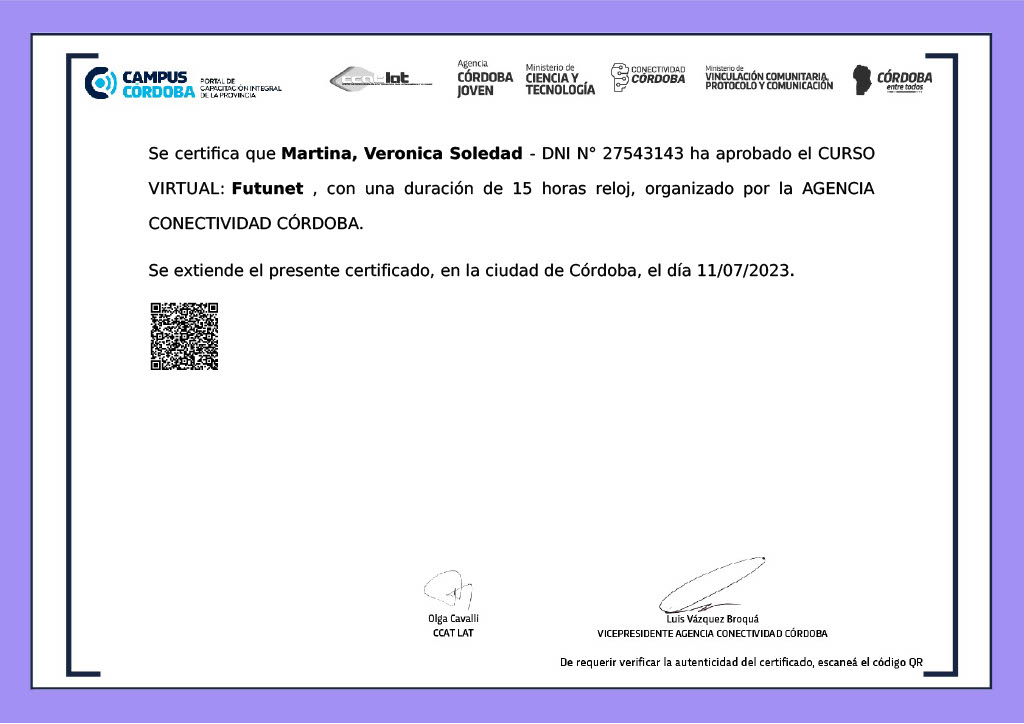 CAMPUS CÓRDOBA
PORTAL DE
CAPACITACIÓN INTEGRAL
DE LA PROVINCIA
ccat lat
Agencia
CÓRDOBA
JOVEN
Ministerio de
CIENCIA Y
TECNOLOGÍA
CONECTIVIDAD
CÓRDOBA
Ministerio de
VINCULACIÓN COMUNITARIA,
PROTOCOLO Y COMUNICACIÓN
CÓRDOBA
entre todos
Se certifica que Martina, Veronica Soledad - DNI N° 27543143 ha aprobado el CURSO
VIRTUAL: Futunet , con una duración de 15 horas reloj, organizado por la AGENCIA
CONECTIVIDAD CÓRDOBA.
Se extiende el presente certificado, en la ciudad de Córdoba, el día 11/07/2023.
Olga Cavalli
CCAT LAT
Luis Vázquez Broquá
VICEPRESIDENTE AGENCIA CONECTIVIDAD CÓRDOBA
De requerir verificar la autenticidad del certificado, escaneá el código QR